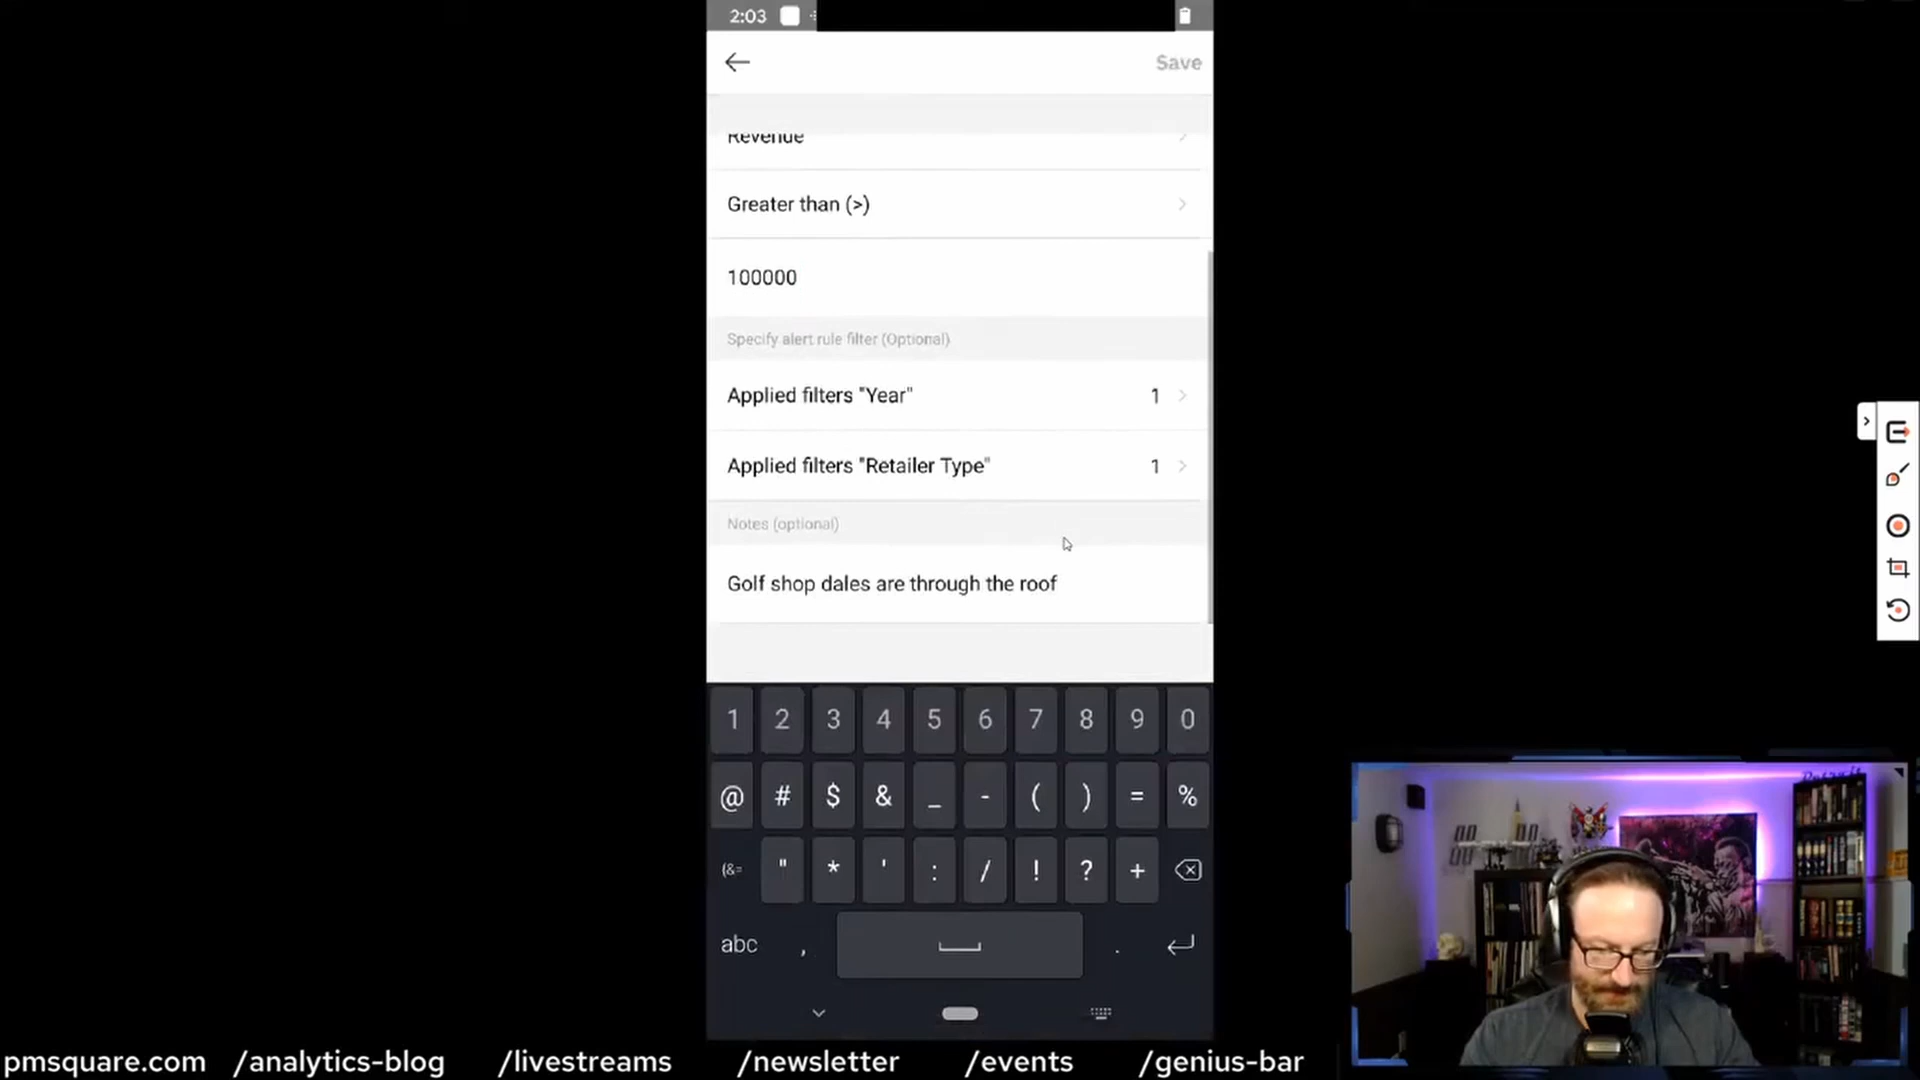 2:03
Save
Revenue
Greater than (>)
100000
Specify alert rule filter (Optional)
Applied filters "Year" 1
Applied filters "Retailer Type" 1
Notes (optional)
Golf shop dales are through the roof
1 2 3 4 5 6 7 8 9 0
@ # $ & _ - ( ) = %
(&= " * ' : / ! ? +
abc , .
pmsquare.com /analytics-blog /livestreams /newsletter /events /genius-bar